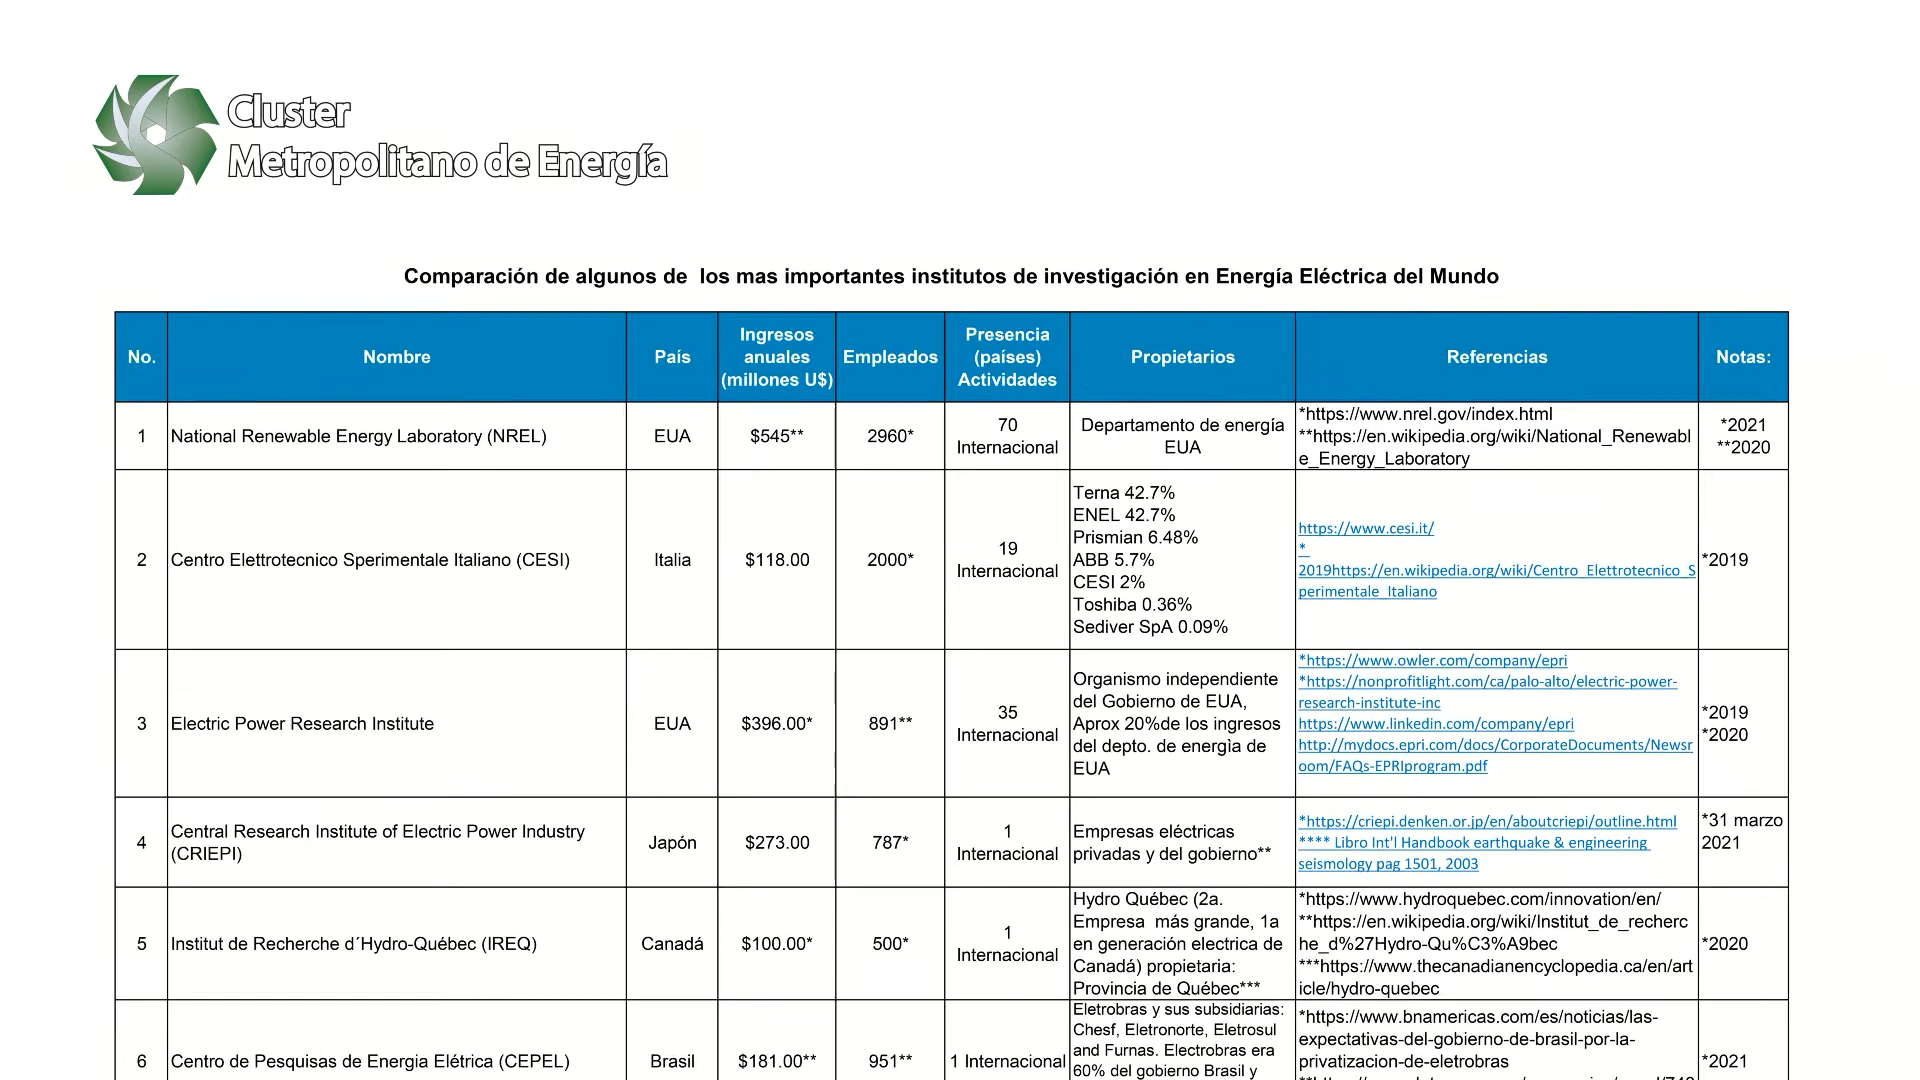 Cluster
Metropolitano de Energía
Comparación de algunos de  los mas importantes institutos de investigación en Energía Eléctrica del Mundo
No.
Nombre
País
Ingresos
anuales
(millones U$)
Empleados
Presencia
(países)
Actividades
Propietarios
Referencias
Notas:
1
National Renewable Energy Laboratory (NREL)
EUA
$545**
2960*
70
Internacional
Departamento de energía
EUA
*https://www.nrel.gov/index.html
**https://en.wikipedia.org/wiki/National_Renewabl
e_Energy_Laboratory
*2021
**2020
2
Centro Elettrotecnico Sperimentale Italiano (CESI)
Italia
$118.00
2000*
19
Internacional
Terna 42.7%
ENEL 42.7%
Prismian 6.48%
ABB 5.7%
CESI 2%
Toshiba 0.36%
Sediver SpA 0.09%
https://www.cesi.it/
*
2019https://en.wikipedia.org/wiki/Centro_Elettrotecnico_S
perimentale_Italiano
*2019
3
Electric Power Research Institute
EUA
$396.00*
891**
35
Internacional
Organismo independiente
del Gobierno de EUA,
Aprox 20%de los ingresos
del depto. de energìa de
EUA
*https://www.owler.com/company/epri
*https://nonprofitlight.com/ca/palo-alto/electric-power-
research-institute-inc
https://www.linkedin.com/company/epri
http://mydocs.epri.com/docs/CorporateDocuments/Newsr
oom/FAQs-EPRIprogram.pdf
*2019
*2020
4
Central Research Institute of Electric Power Industry
(CRIEPI)
Japón
$273.00
787*
1
Internacional
Empresas eléctricas
privadas y del gobierno**
*https://criepi.denken.or.jp/en/aboutcriepi/outline.html
**** Libro Int'l Handbook earthquake & engineering
seismology pag 1501, 2003
*31 marzo
2021
5
Institut de Recherche d´Hydro-Québec (IREQ)
Canadá
$100.00*
500*
1
Internacional
Hydro Québec (2a.
Empresa  más grande, 1a
en generación electrica de
Canadá) propietaria:
Provincia de Québec***
*https://www.hydroquebec.com/innovation/en/
**https://en.wikipedia.org/wiki/Institut_de_recherc
he_d%27Hydro-Qu%C3%A9bec
***https://www.thecanadianencyclopedia.ca/en/art
icle/hydro-quebec
*2020
6
Centro de Pesquisas de Energia Elétrica (CEPEL)
Brasil
$181.00**
951**
1 Internacional
Eletrobras y sus subsidiarias:
Chesf, Eletronorte, Eletrosul
and Furnas. Electrobras era
60% del gobierno Brasil y
*https://www.bnamericas.com/es/noticias/las-
expectativas-del-gobierno-de-brasil-por-la-
privatizacion-de-eletrobras
*2021